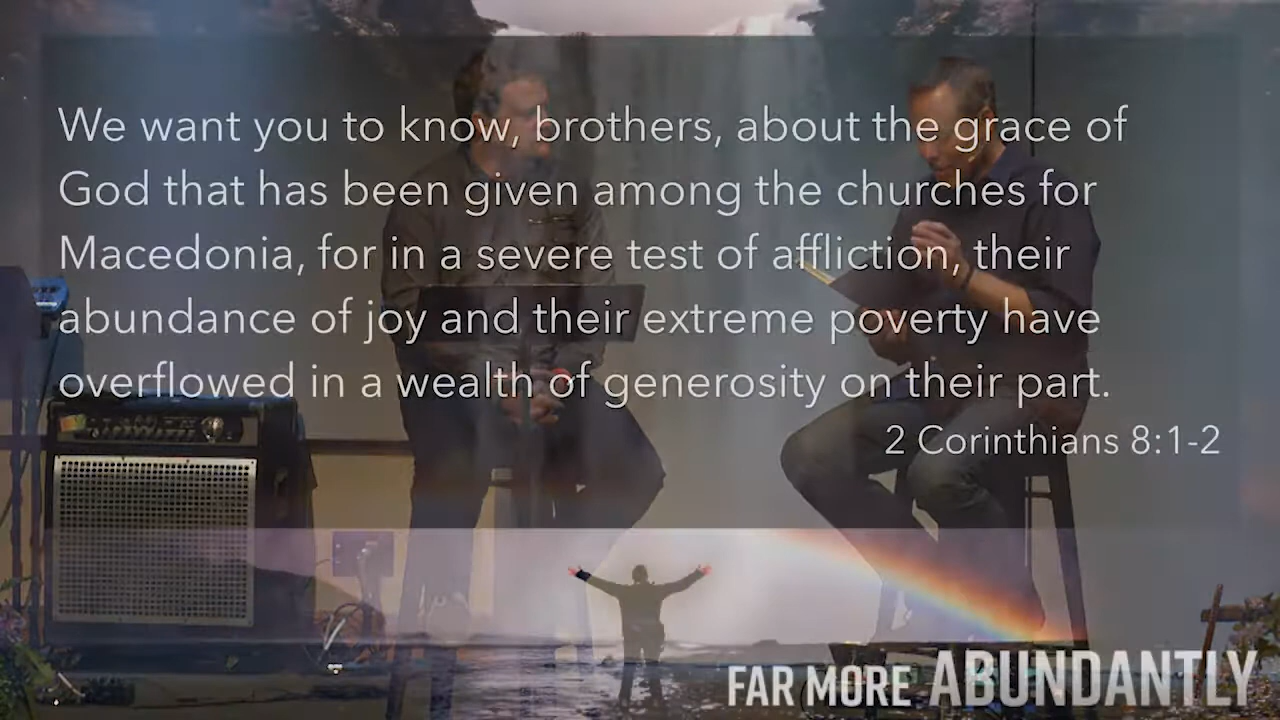 We want you to know, brothers, about the grace of
God that has been given among the churches for
Macedonia, for in a severe test of affliction, their
abundance of joy and their extreme poverty have
overflowed in a wealth of generosity on their part.
2 Corinthians 8:1-2
FAR MORE ABUNDANTLY